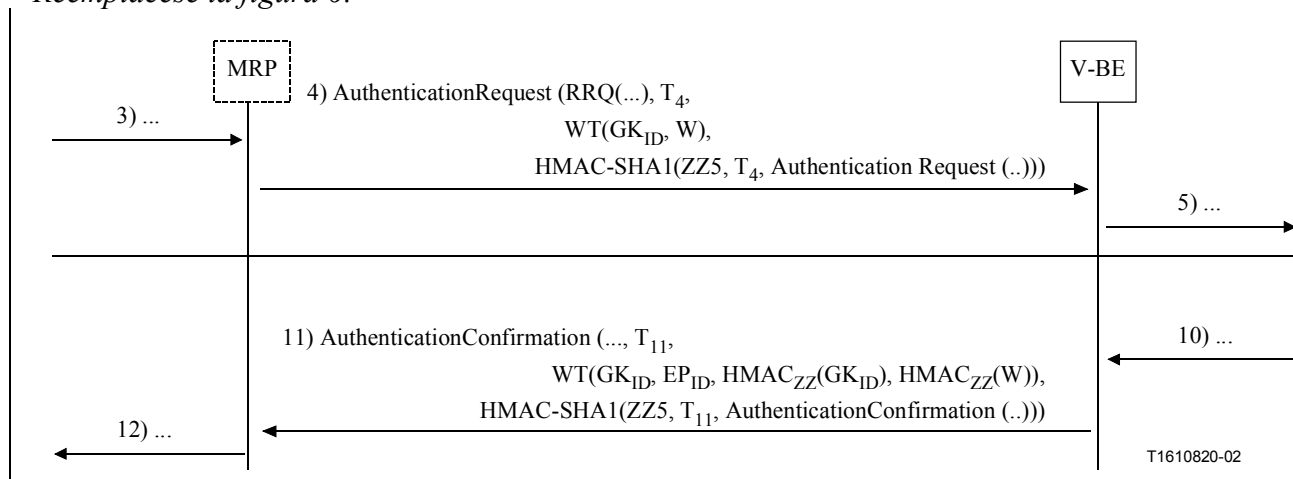 Reemplácese la figura 6:
MRP
V-BE
4) AuthenticationRequest (RRQ(...), T4,
WT(GKID, W),
HMAC-SHA1(ZZ5, T4, Authentication Request (..)))
3) ...
5) ...
11) AuthenticationConfirmation (..., T11,
WT(GKID, EPID, HMACZZ(GKID), HMACZZ(W)),
HMAC-SHA1(ZZ5, T11, AuthenticationConfirmation (..)))
10) ...
12) ...
T1610820-02